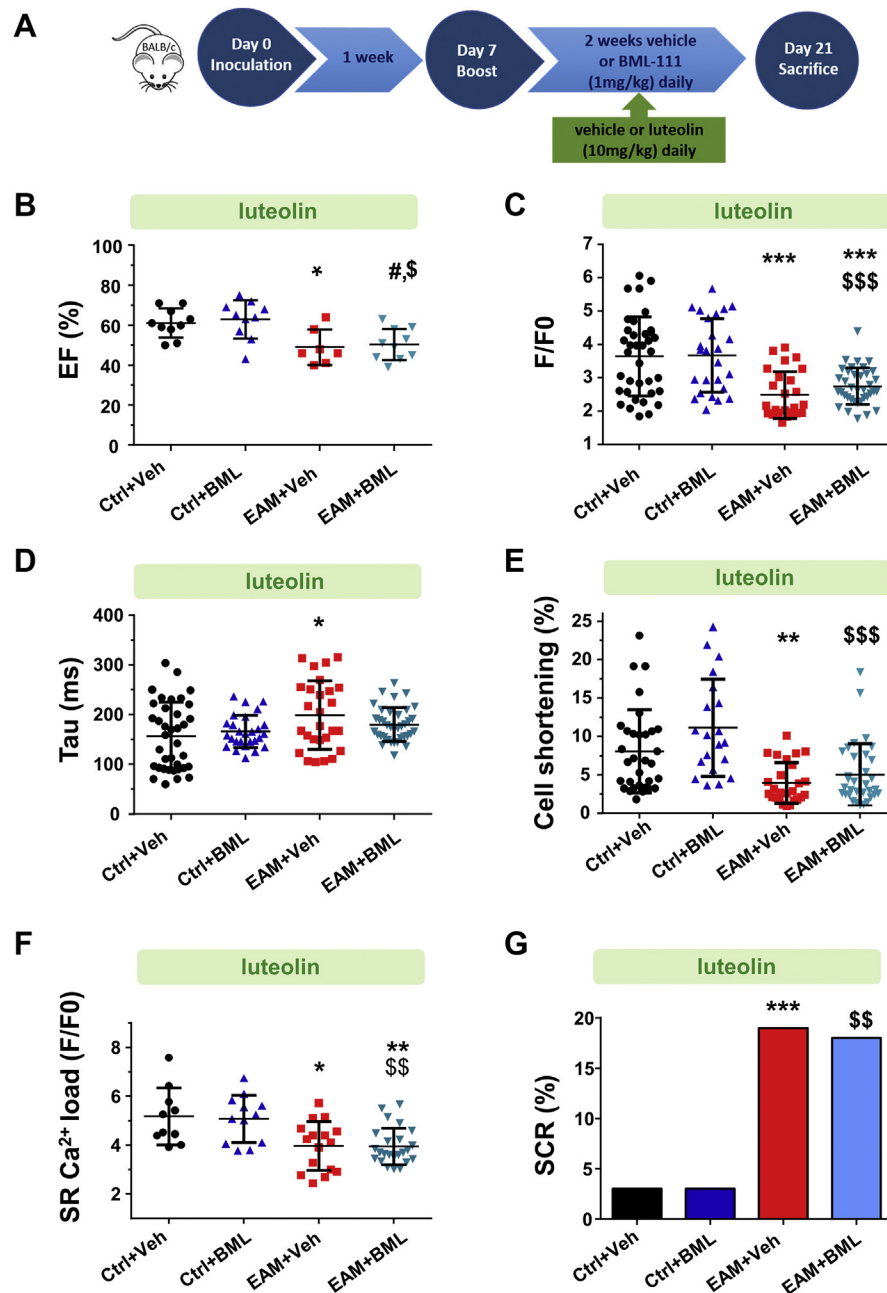 A
BALB/c
Day 0
Inoculation
1 week
Day 7
Boost
2 weeks vehicle
or BML-111
(1mg/kg) daily
Day 21
Sacrifice
vehicle or luteolin
(10mg/kg) daily
B
luteolin
EF (%)
100
80
60
40
20
0
*
#,$
Ctrl+Veh
Ctrl+BML
EAM+Veh
EAM+BML
C
luteolin
F/F0
7
6
5
4
3
2
1
***
***
$$$
Ctrl+Veh
Ctrl+BML
EAM+Veh
EAM+BML
D
luteolin
Tau (ms)
400
300
200
100
0
*
Ctrl+Veh
Ctrl+BML
EAM+Veh
EAM+BML
E
luteolin
Cell shortening (%)
25
20
15
10
5
0
**
$$$
Ctrl+Veh
Ctrl+BML
EAM+Veh
EAM+BML
F
luteolin
SR Ca²⁺ load (F/F0)
8
6
4
2
*
**
$$
Ctrl+Veh
Ctrl+BML
EAM+Veh
EAM+BML
G
luteolin
SCR (%)
20
15
10
5
0
***
$$
Ctrl+Veh
Ctrl+BML
EAM+Veh
EAM+BML